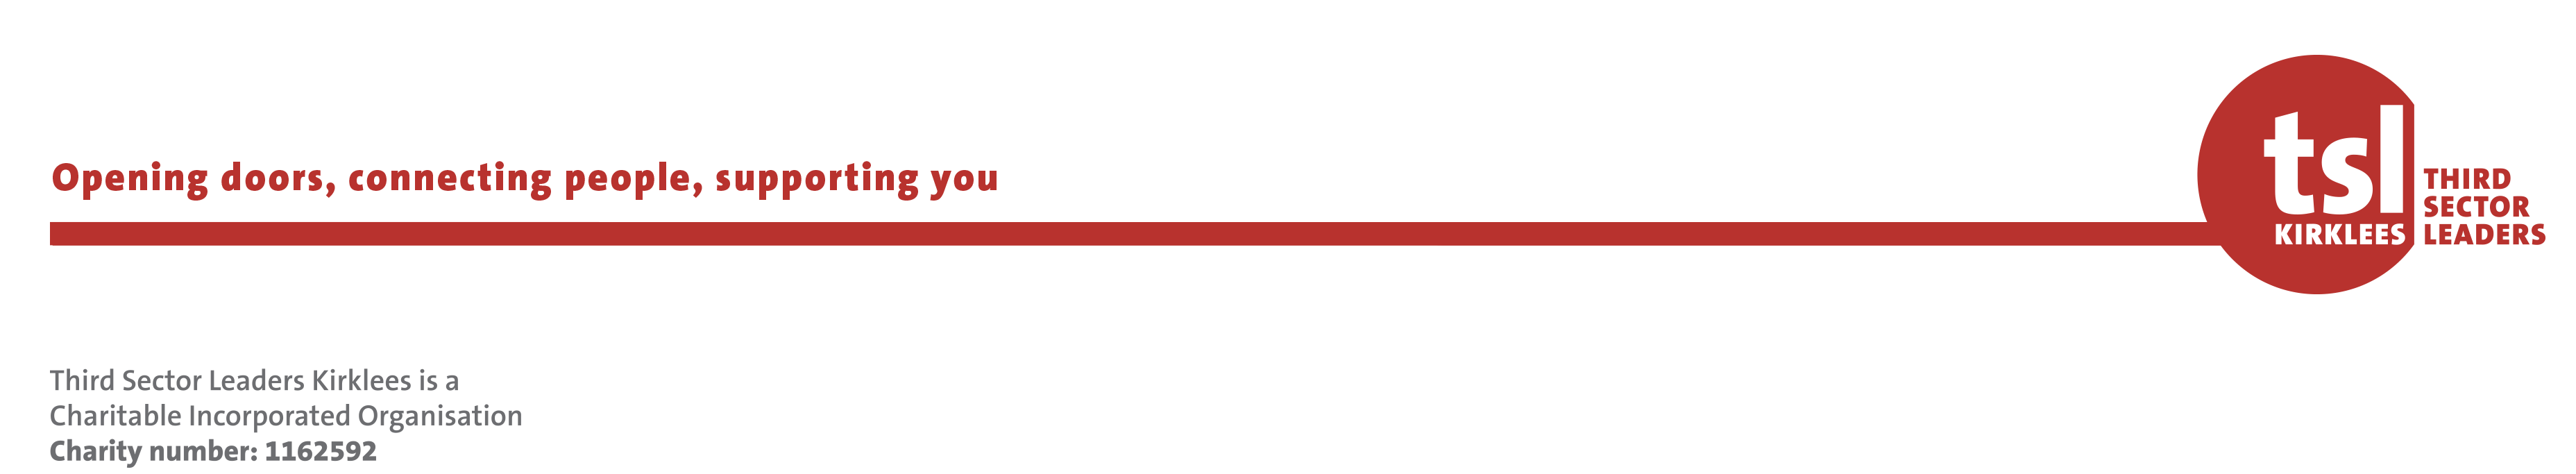 Opening doors, connecting people, supporting you
tsl
KIRKLEES
THIRD
SECTOR
LEADERS
Third Sector Leaders Kirklees is a
Charitable Incorporated Organisation
Charity number: 1162592